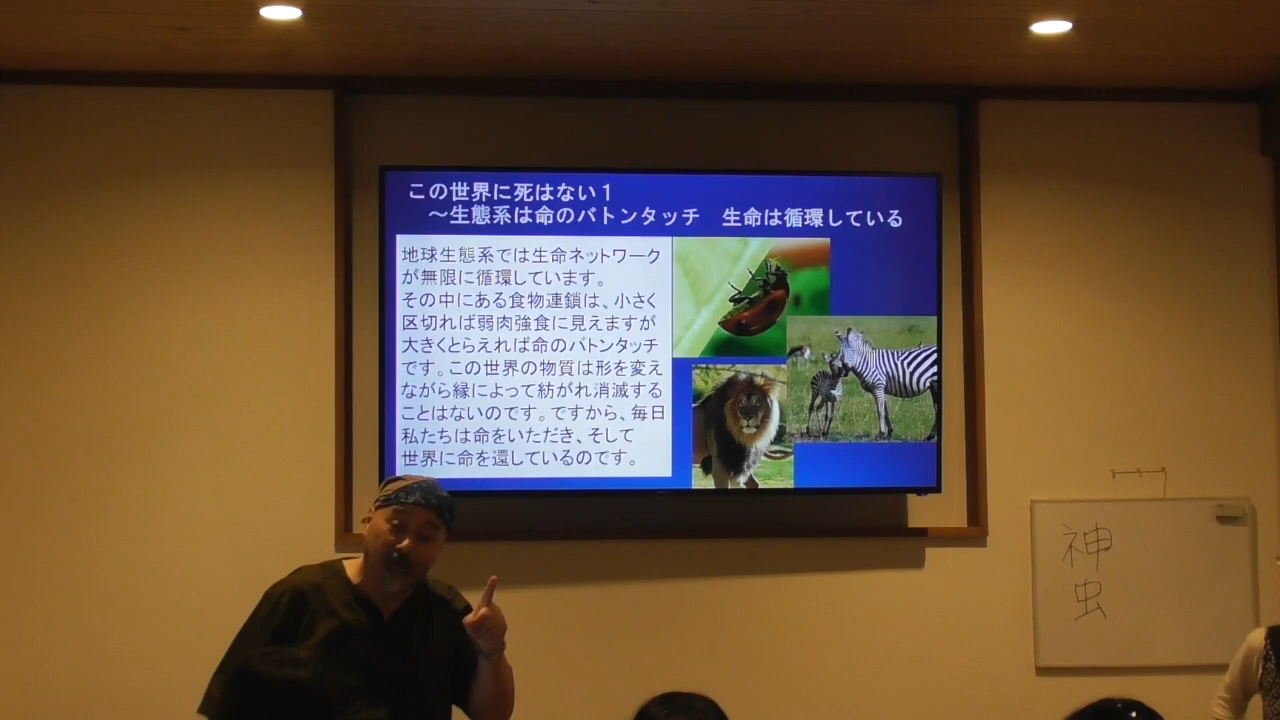 この世界に死はない１
～生態系は命のバトンタッチ　生命は循環している
地球生態系では生命ネットワーク
が無限に循環しています。
その中にある食物連鎖は、小さく
区切れば弱肉強食に見えますが
大きくとらえれば命のバトンタッチ
です。この世界の物質は形を変え
ながら縁によって紡がれ消滅する
ことはないのです。ですから、毎日
私たちは命をいただき、そして
世界に命を還しているのです。
神
虫